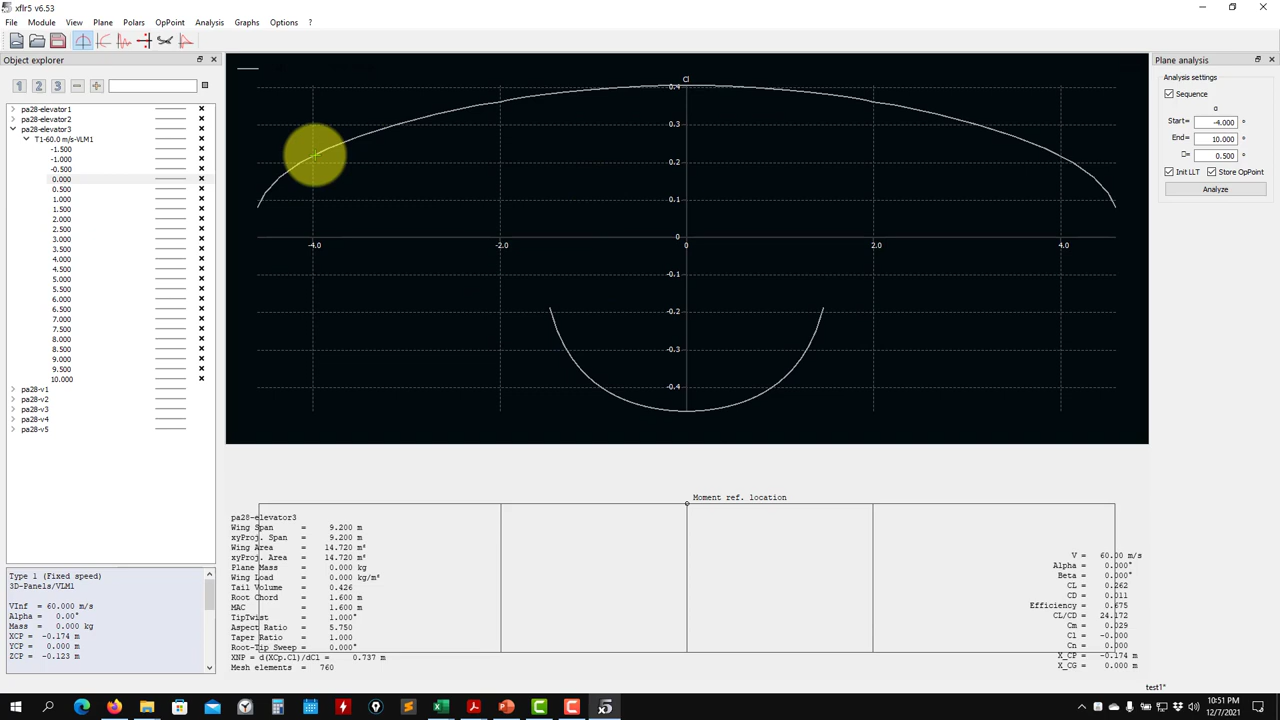 xflr5 v6.53
File Module View Plane Polars OpPoint Analysis Graphs Options ?
Object explorer
1 2 3
pa28-elevator1
pa28-elevator2
pa28-elevator3
T1-60.0 m/s-VLM1
-1.500
-1.000
-0.500
0.000
0.500
1.000
1.500
2.000
2.500
3.000
3.500
4.000
4.500
5.000
5.500
6.000
6.500
7.000
7.500
8.000
8.500
9.000
9.500
10.000
pa28-v1
pa28-v2
pa28-v3
pa28-v4
pa28-v5
Type 1 (Fixed speed)
3D-Panels/VLM1
VInf = 60.000 m/s
Alpha = 0.00°
Mass = 0.000 kg
XCP = -0.174 m
YCP = 0.000 m
ZCP = -0.123 m
Cl
0.4
0.3
0.2
0.1
0
-4.0 -2.0 0 2.0 4.0
-0.1
-0.2
-0.3
-0.4
Moment ref. location
pa28-elevator3
Wing Span = 9.200 m
xyProj. Span = 9.200 m
Wing Area = 14.720 m²
xyProj. Area = 14.720 m²
Plane Mass = 0.000 kg
Wing Load = 0.000 kg/m²
Tail Volume = 0.426
Root Chord = 1.600 m
MAC = 1.600 m
TipTwist = 1.000°
Aspect Ratio = 5.750
Taper Ratio = 1.000
Root-Tip Sweep = 0.000°
XNP = d(XCp.Cl)/dCl = 0.737 m
Mesh elements = 760
V = 60.00 m/s
Alpha = 0.000°
Beta = 0.000°
CL = 0.262
CD = 0.011
Efficiency = 0.675
CL/CD = 24.172
Cm = 0.029
Cl = -0.000
Cn = 0.000
X_CP = -0.174 m
X_CG = 0.000 m
Plane analysis
Analysis settings
Sequence
α
Start= -4.000 °
End= 10.000 °
= 0.500 °
Init LLT Store OpPoint
Analyze
test1*
10:51 PM
12/7/2021